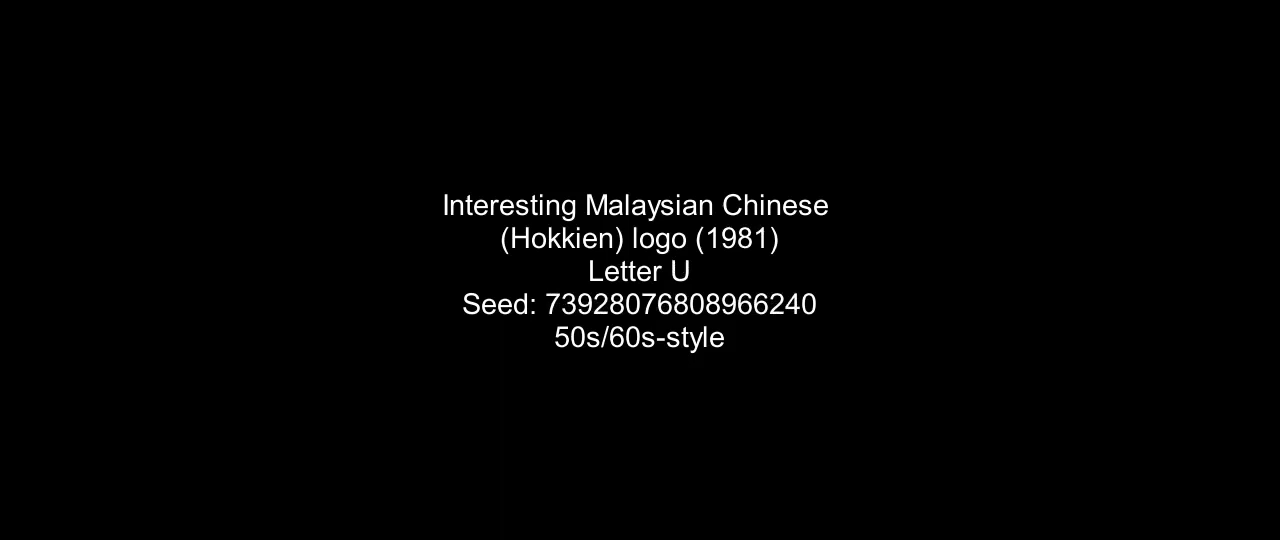 Interesting Malaysian Chinese
(Hokkien) logo (1981)
Letter U
Seed: 73928076808966240
50s/60s-style